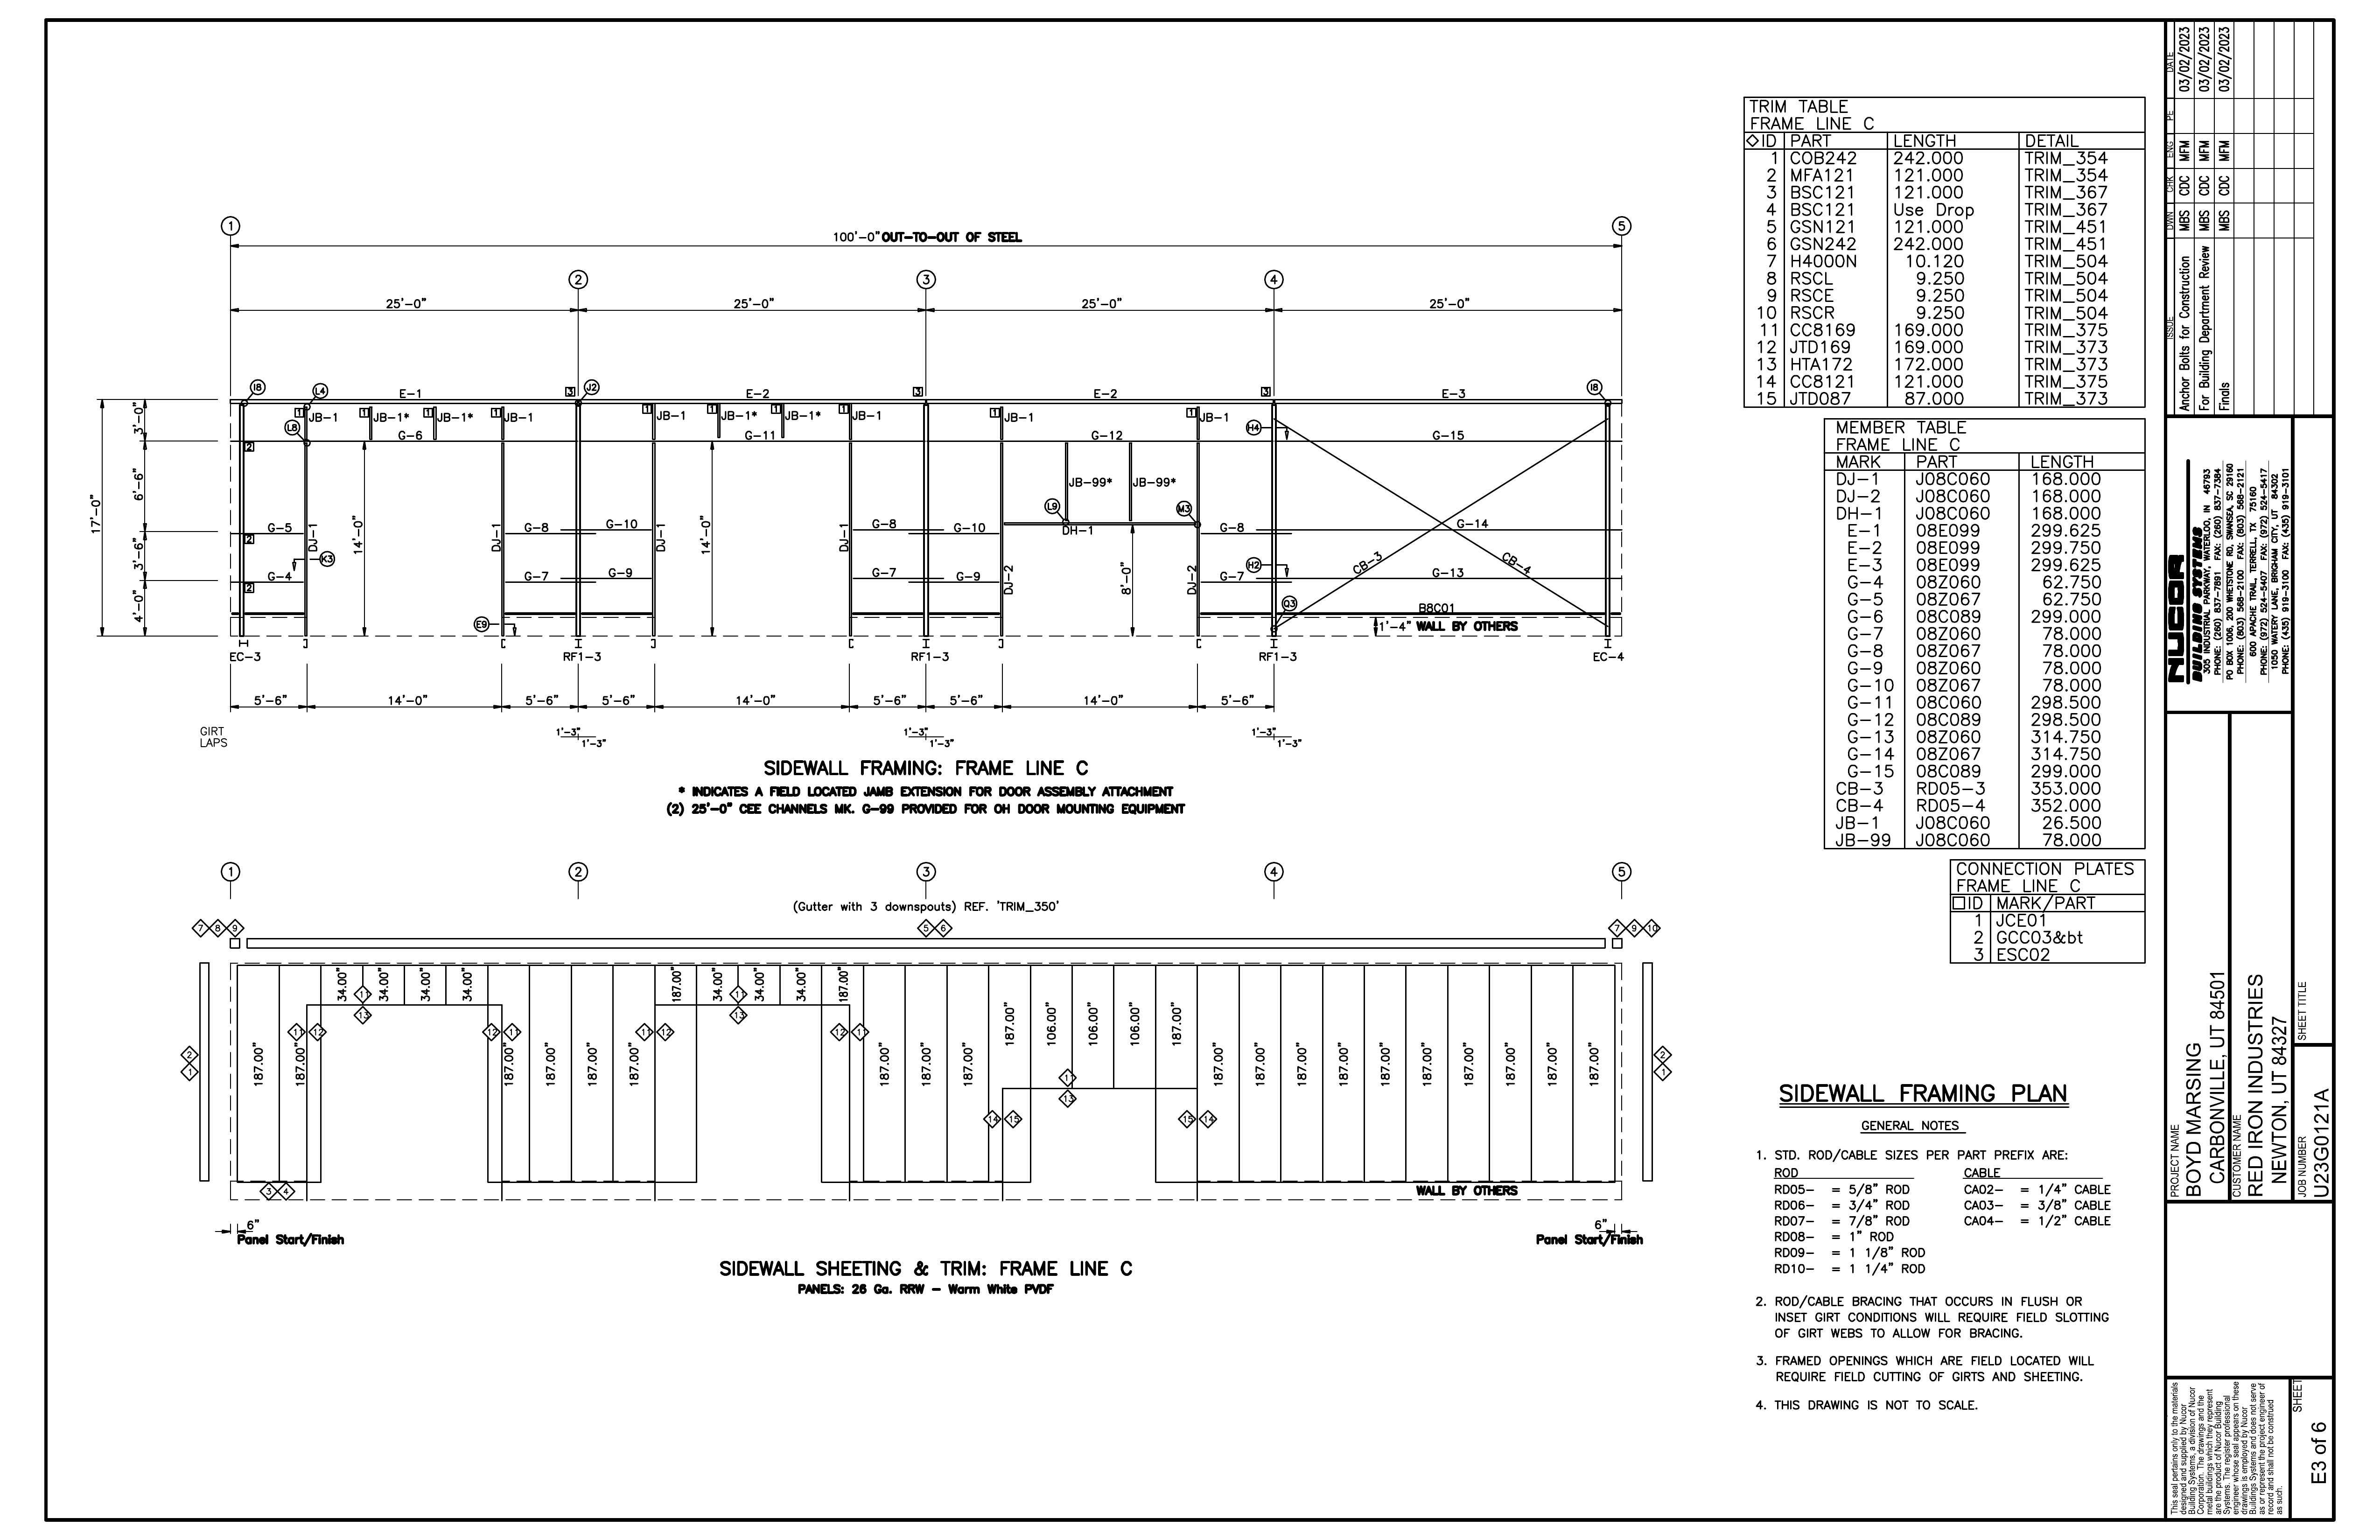 1
5
100'-0" OUT-TO-OUT OF STEEL
2
3
4
25'-0"
25'-0"
25'-0"
25'-0"
I8
L4
E-1
3
J2
E-2
3
E-2
3
E-3
I8
1 JB-1
1 JB-1*
1 JB-1*
1 JB-1
1 JB-1
1 JB-1*
1 JB-1*
1 JB-1
1 JB-1
1 JB-1
L8
G-6
G-11
G-12
H4
G-15
2
17'-0"
3'-0"
6'-6"
3'-6"
4'-0"
JB-99*
JB-99*
L9
M3
DH-1
G-5
2
DJ-1
14'-0"
DJ-1
G-8
G-10
DJ-1
14'-0"
DJ-1
G-8
G-10
G-8
G-14
K3
G-4
2
G-7
G-9
G-7
G-9
DJ-2
8'-0"
DJ-2
G-7
H2
CB-3
CB-4
G-13
E9
Q3
B8C01
1'-4" WALL BY OTHERS
EC-3
RF1-3
RF1-3
RF1-3
EC-4
5'-6"
14'-0"
5'-6"
5'-6"
14'-0"
5'-6"
5'-6"
14'-0"
5'-6"
GIRT
LAPS
1'-3"
1'-3"
1'-3"
1'-3"
1'-3"
1'-3"
SIDEWALL FRAMING: FRAME LINE C
* INDICATES A FIELD LOCATED JAMB EXTENSION FOR DOOR ASSEMBLY ATTACHMENT
(2) 25'-0" CEE CHANNELS MK. G-99 PROVIDED FOR OH DOOR MOUNTING EQUIPMENT
1
2
3
4
5
(Gutter with 3 downspouts) REF. 'TRIM_350'
7 8 9
5 6
7 9 10
187.00"
187.00"
34.00"
34.00"
34.00"
34.00"
187.00"
187.00"
187.00"
187.00"
187.00"
34.00"
34.00"
34.00"
187.00"
187.00"
187.00"
187.00"
187.00"
106.00"
106.00"
106.00"
187.00"
187.00"
187.00"
187.00"
187.00"
187.00"
187.00"
187.00"
187.00"
187.00"
187.00"
11
13
11
13
11 12
12 11
11 12
12 11
11
13
14 15
15 14
2
1
2
1
3 4
WALL BY OTHERS
6"
Panel Start/Finish
6"
Panel Start/Finish
SIDEWALL SHEETING & TRIM: FRAME LINE C
PANELS: 26 Ga. RRW - Warm White PVDF
TRIM TABLE
FRAME LINE C
ID PART LENGTH DETAIL
1 COB242 242.000 TRIM_354
2 MFA121 121.000 TRIM_354
3 BSC121 121.000 TRIM_367
4 BSC121 Use Drop TRIM_367
5 GSN121 121.000 TRIM_451
6 GSN242 242.000 TRIM_451
7 H4000N 10.120 TRIM_504
8 RSCL 9.250 TRIM_504
9 RSCE 9.250 TRIM_504
10 RSCR 9.250 TRIM_504
11 CC8169 169.000 TRIM_375
12 JTD169 169.000 TRIM_373
13 HTA172 172.000 TRIM_373
14 CC8121 121.000 TRIM_375
15 JTD087 87.000 TRIM_373
MEMBER TABLE
FRAME LINE C
MARK PART LENGTH
DJ-1 J08C060 168.000
DJ-2 J08C060 168.000
DH-1 J08C060 168.000
E-1 08E099 299.625
E-2 08E099 299.750
E-3 08E099 299.625
G-4 08Z060 62.750
G-5 08Z067 62.750
G-6 08C089 299.000
G-7 08Z060 78.000
G-8 08Z067 78.000
G-9 08Z060 78.000
G-10 08Z067 78.000
G-11 08C060 298.500
G-12 08C089 298.500
G-13 08Z060 314.750
G-14 08Z067 314.750
G-15 08C089 299.000
CB-3 RD05-3 353.000
CB-4 RD05-4 352.000
JB-1 J08C060 26.500
JB-99 J08C060 78.000
CONNECTION PLATES
FRAME LINE C
ID MARK/PART
1 JCE01
2 GCC03&bt
3 ESC02
SIDEWALL FRAMING PLAN
GENERAL NOTES
1. STD. ROD/CABLE SIZES PER PART PREFIX ARE:
ROD CABLE
RD05- = 5/8" ROD CA02- = 1/4" CABLE
RD06- = 3/4" ROD CA03- = 3/8" CABLE
RD07- = 7/8" ROD CA04- = 1/2" CABLE
RD08- = 1" ROD
RD09- = 1 1/8" ROD
RD10- = 1 1/4" ROD
2. ROD/CABLE BRACING THAT OCCURS IN FLUSH OR
INSET GIRT CONDITIONS WILL REQUIRE FIELD SLOTTING
OF GIRT WEBS TO ALLOW FOR BRACING.
3. FRAMED OPENINGS WHICH ARE FIELD LOCATED WILL
REQUIRE FIELD CUTTING OF GIRTS AND SHEETING.
4. THIS DRAWING IS NOT TO SCALE.
ISSUE DWN CHK ENG PE DATE
Anchor Bolts for Construction MBS CDC MFM 03/02/2023
For Building Department Review MBS CDC MFM 03/02/2023
Finals MBS CDC MFM 03/02/2023
NUCOR
BUILDING SYSTEMS
305 INDUSTRIAL PARKWAY, WATERLOO, IN 46793
PHONE: (260) 837-7891 FAX: (260) 837-7384
PO BOX 1006, 200 WHETSTONE RD, SWANSEA, SC 29160
PHONE: (803) 568-2100 FAX: (803) 568-2121
600 APACHE TRAIL, TERRELL, TX 75160
PHONE: (972) 524-5407 FAX: (972) 524-5417
1050 WATERY LANE, BRIGHAM CITY, UT 84302
PHONE: (435) 919-3100 FAX: (435) 919-3101
PROJECT NAME
BOYD MARSING
CARBONVILLE, UT 84501
CUSTOMER NAME
RED IRON INDUSTRIES
NEWTON, UT 84327
SHEET TITLE
JOB NUMBER
U23G0121A
This seal pertains only to the materials
designed and supplied by Nucor
Building Systems, a division of Nucor
Corporation. The drawings and the
metal buildings which they represent
are the product of Nucor Building
Systems. The register professional
engineer whose seal appears on these
drawings is employed by Nucor
Buildings Systems and does not serve
as or represent the project engineer of
record and shall not be construed
as such.
SHEET
E3 of 6